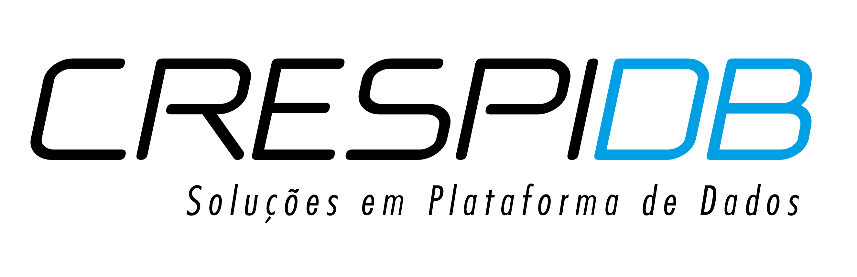 CRESPIDB
Soluções em Plataforma de Dados